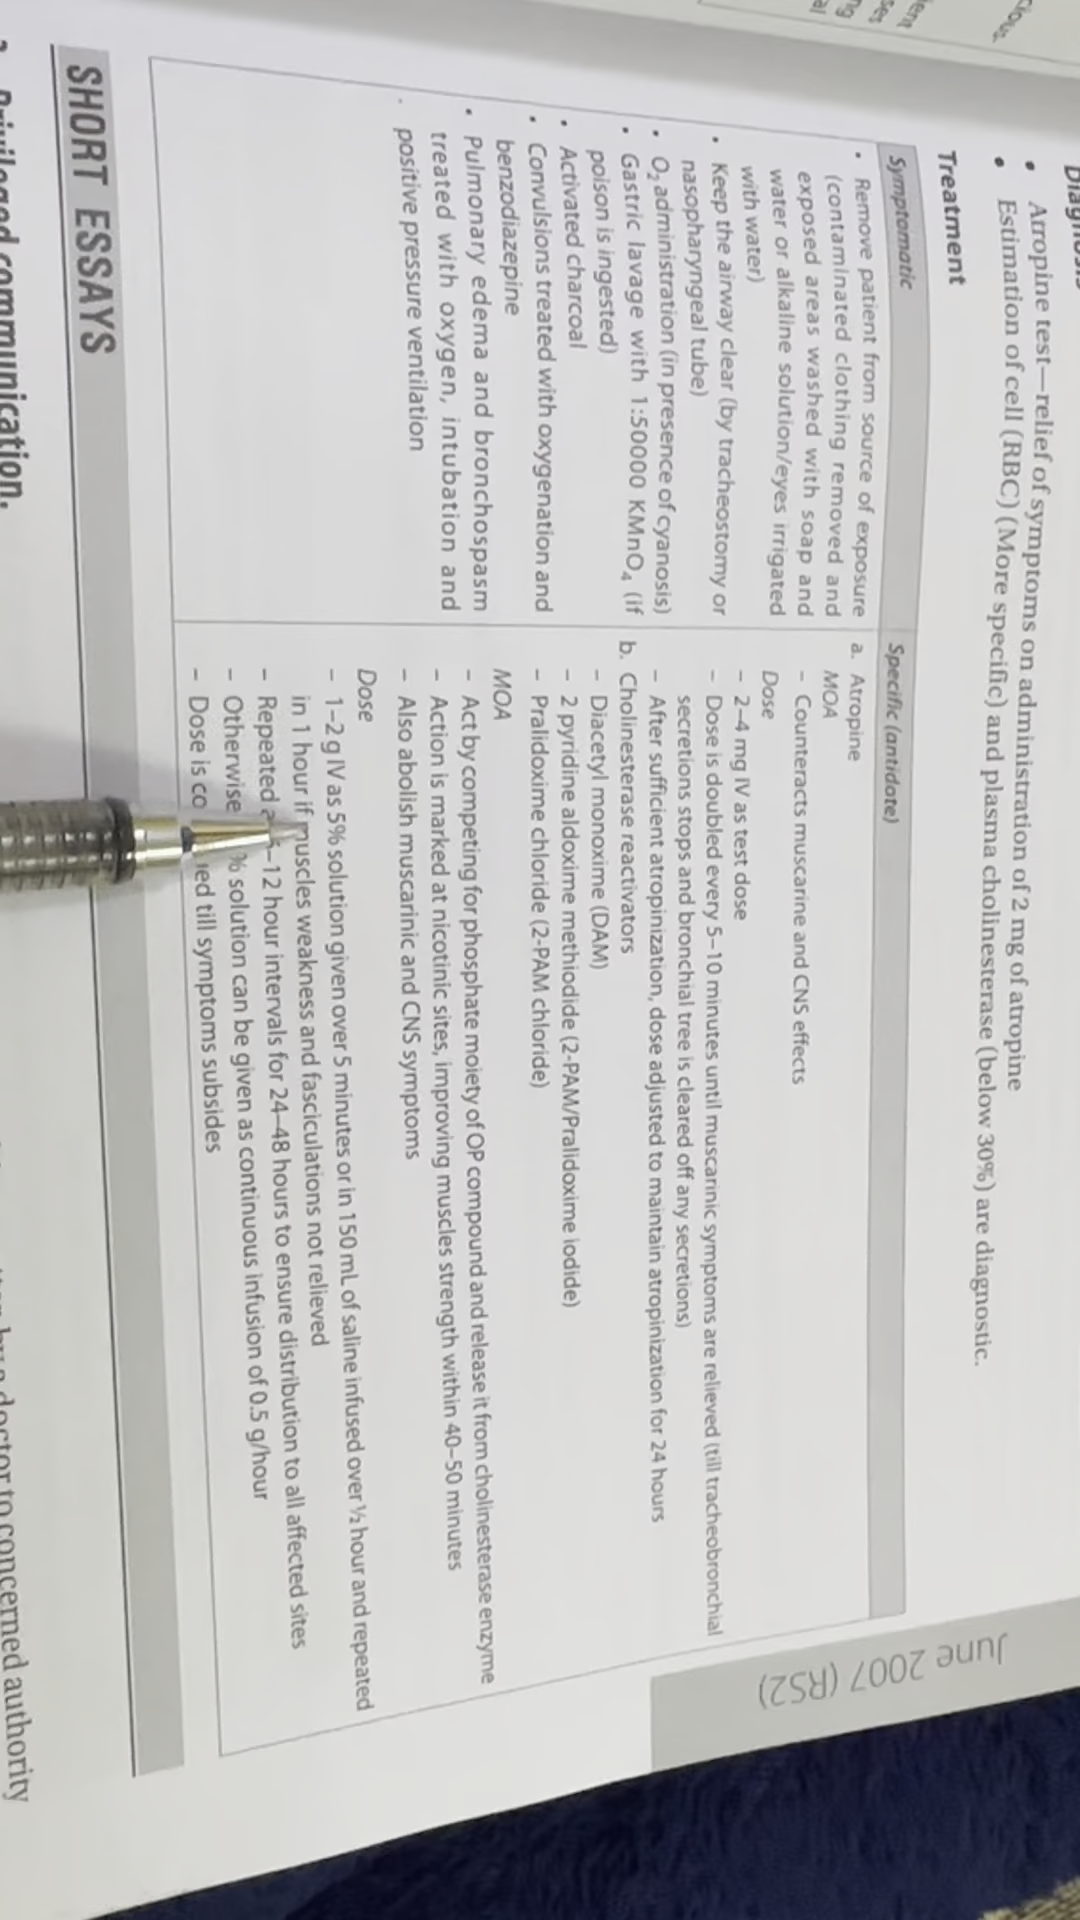 Diagnosis
• Atropine test—relief of symptoms on administration of 2 mg of atropine
• Estimation of cell (RBC) (More specific) and plasma cholinesterase (below 30%) are diagnostic.
Treatment
Symptomatic
• Remove patient from source of exposure
(contaminated clothing removed and
exposed areas washed with soap and
water or alkaline solution/eyes irrigated
with water)
• Keep the airway clear (by tracheostomy or
nasopharyngeal tube)
• O₂ administration (in presence of cyanosis)
• Gastric lavage with 1:50000 KMnO₄ (if
poison is ingested)
• Activated charcoal
• Convulsions treated with oxygenation and
benzodiazepine
• Pulmonary edema and bronchospasm
treated with oxygen, intubation and
positive pressure ventilation
Specific (antidote)
a. Atropine
MOA
– Counteracts muscarine and CNS effects
Dose
– 2–4 mg IV as test dose
– Dose is doubled every 5–10 minutes until muscarinic symptoms are relieved (till tracheobronchial
secretions stops and bronchial tree is cleared off any secretions)
– After sufficient atropinization, dose adjusted to maintain atropinization for 24 hours
b. Cholinesterase reactivators
– Diacetyl monoxime (DAM)
– 2 pyridine aldoxime methiodide (2-PAM/Pralidoxime iodide)
– Pralidoxime chloride (2-PAM chloride)
MOA
– Act by competing for phosphate moiety of OP compound and release it from cholinesterase enzyme
– Action is marked at nicotinic sites, improving muscles strength within 40–50 minutes
– Also abolish muscarinic and CNS symptoms
Dose
– 1–2 g IV as 5% solution given over 5 minutes or in 150 mL of saline infused over ½ hour and repeated
in 1 hour if muscles weakness and fasciculations not relieved
– Repeated –12 hour intervals for 24–48 hours to ensure distribution to all affected sites
– Otherwise % solution can be given as continuous infusion of 0.5 g/hour
– Dose is till symptoms subsides
June 2007 (RS2)
SHORT ESSAYS
Privileged communication.
doctor to concerned authority